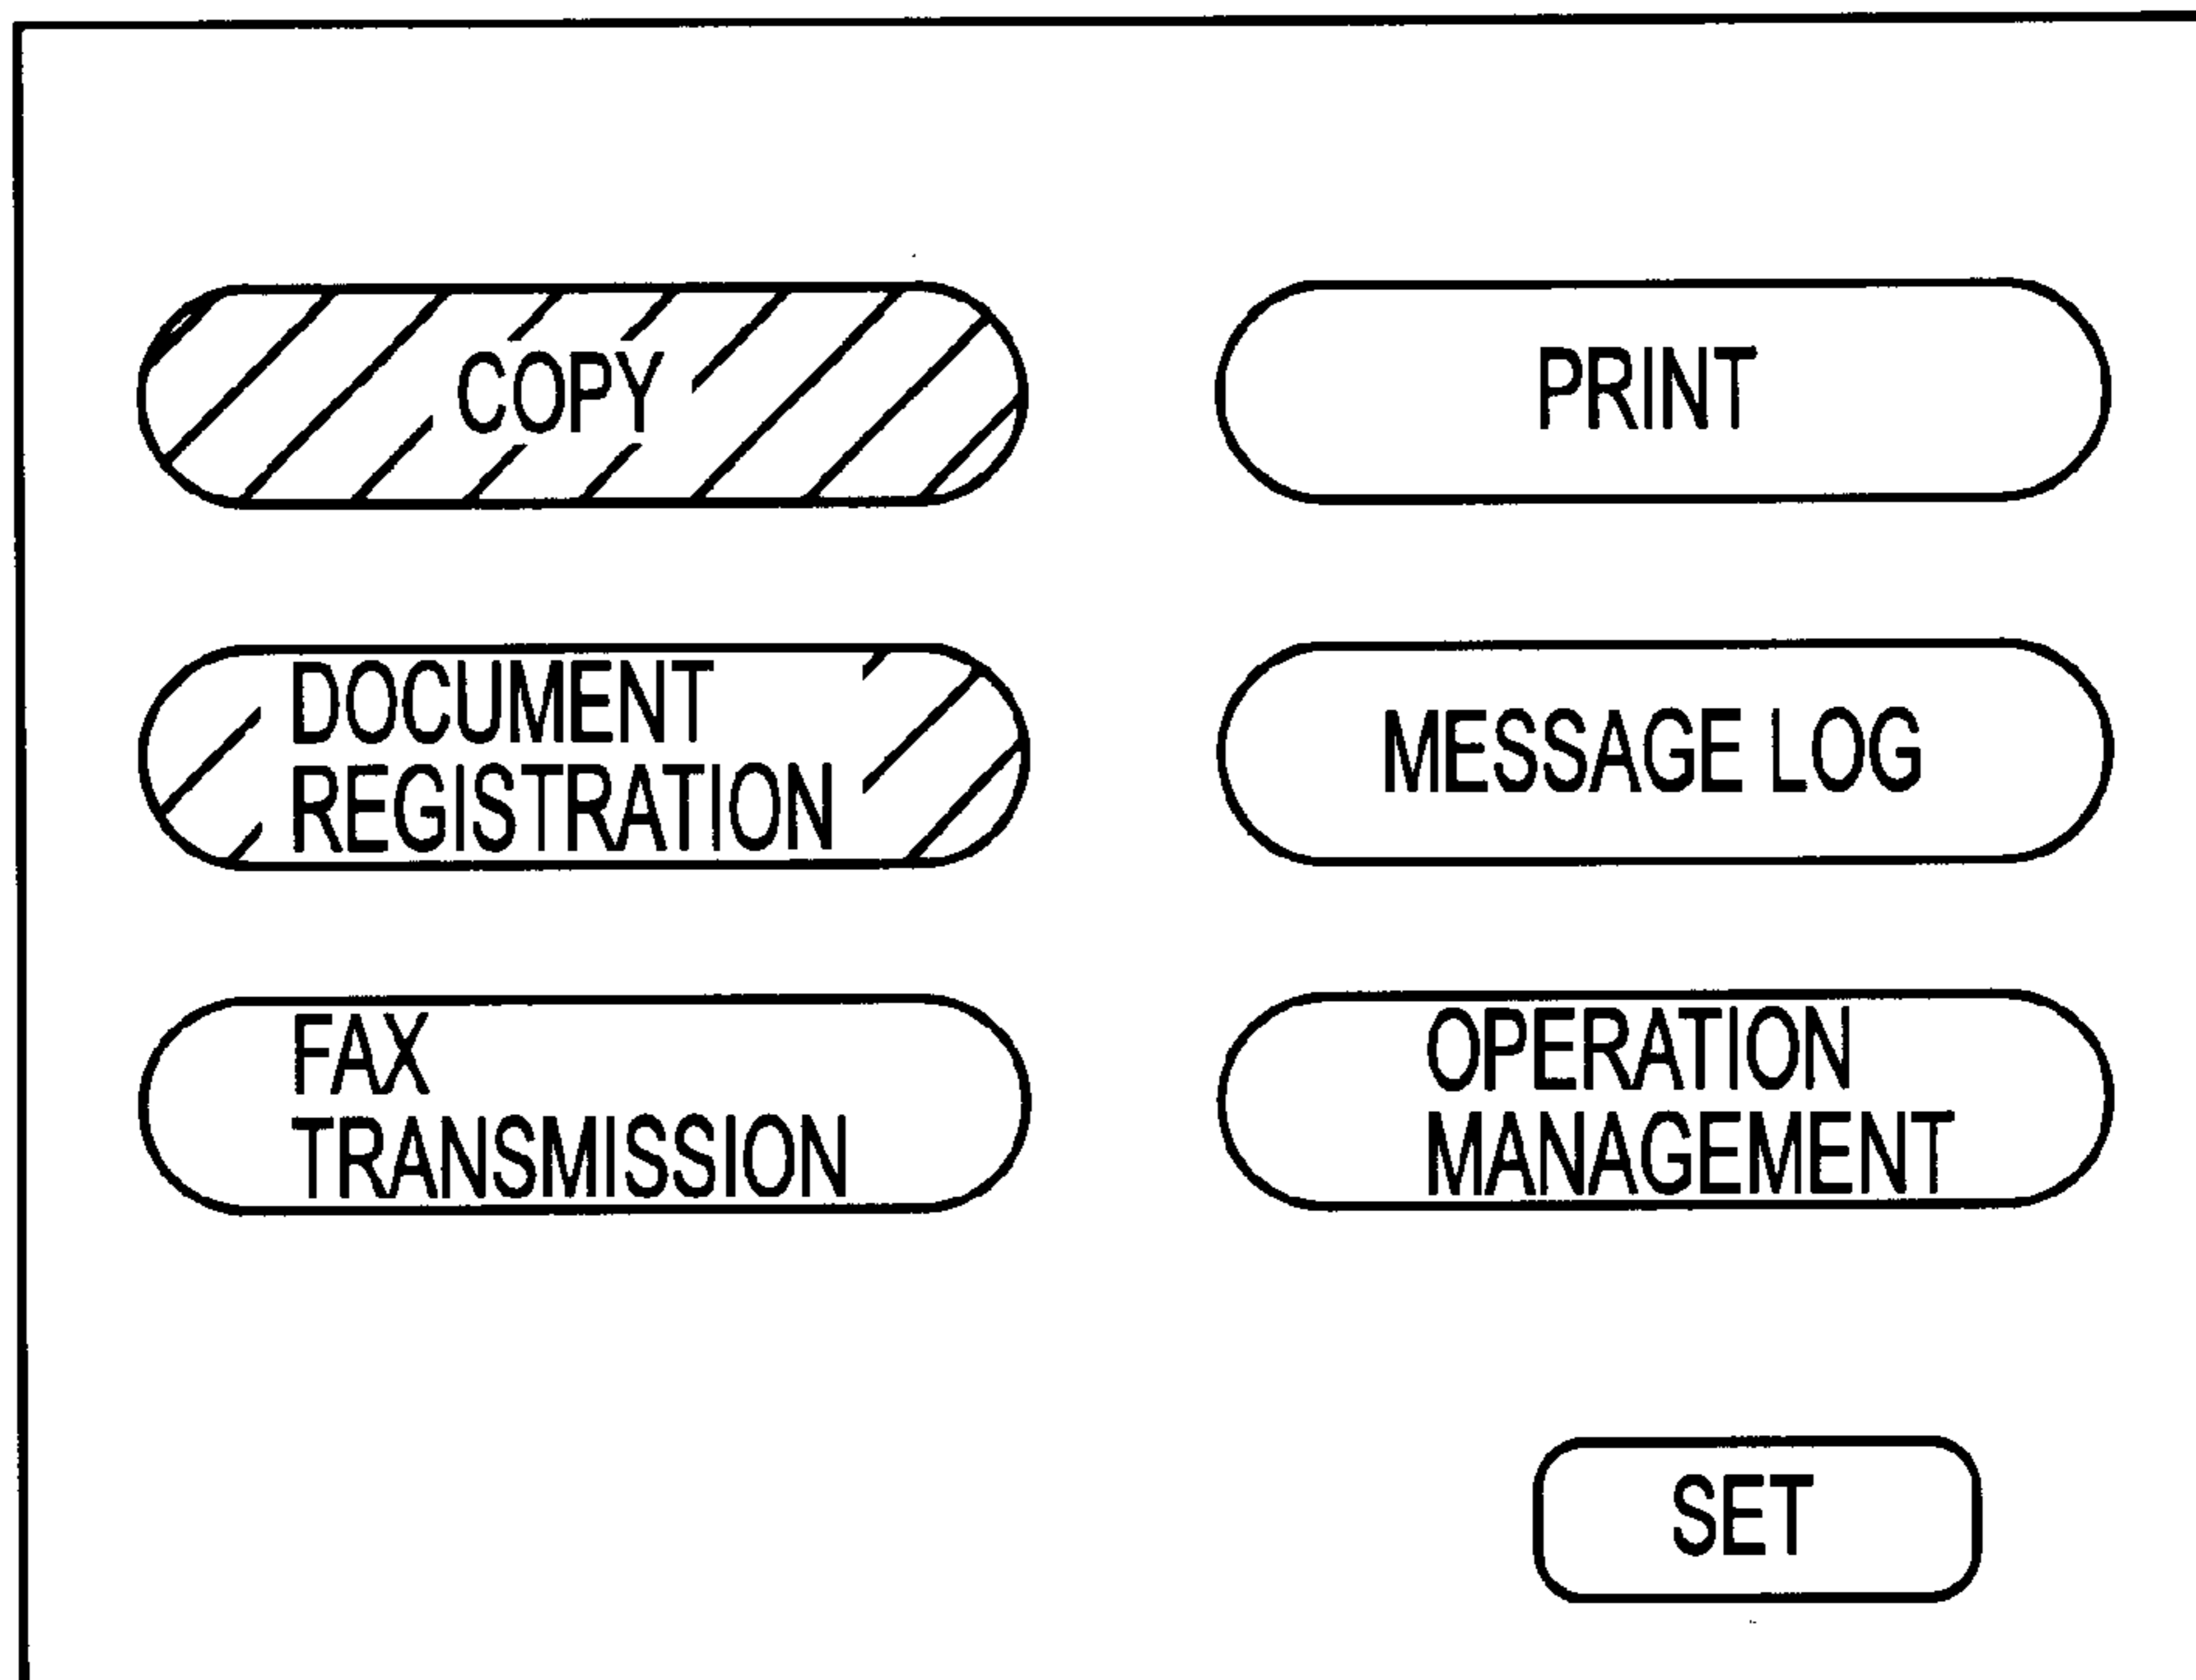 COPY
PRINT
DOCUMENT
REGISTRATION
MESSAGE LOG
FAX
TRANSMISSION
OPERATION
MANAGEMENT
SET